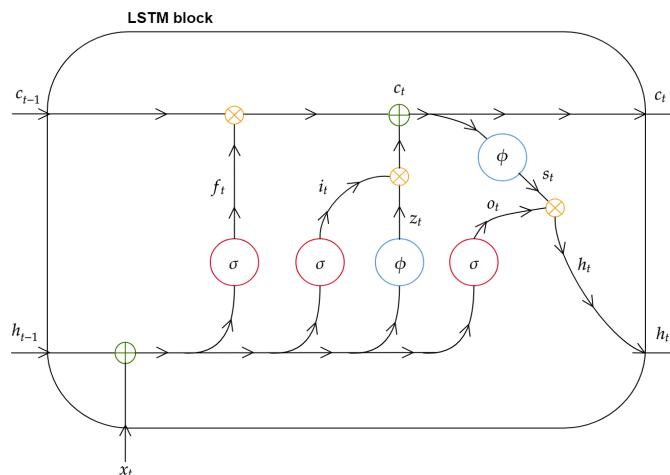 LSTM block
c_{t-1}
c_t
c_t
ϕ
s_t
f_t
i_t
z_t
o_t
σ
σ
ϕ
σ
h_t
h_{t-1}
h_t
x_t